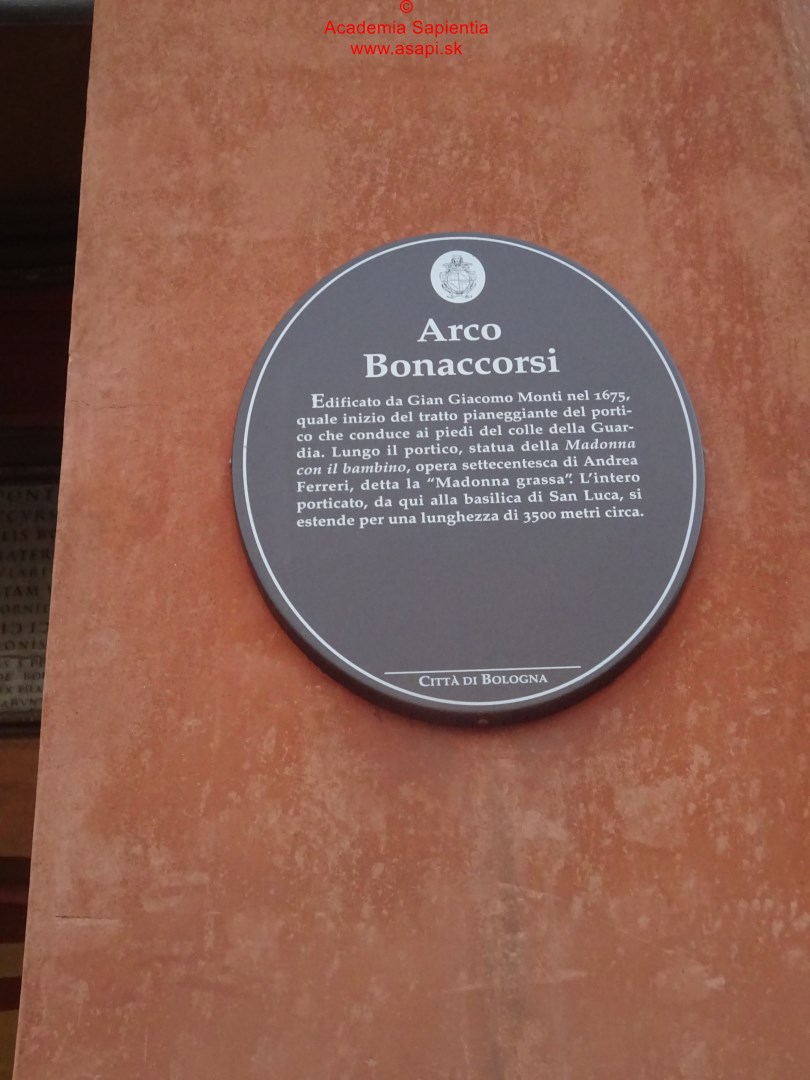 ©
Academia Sapientia
www.asapi.sk
Arco
Bonaccorsi
Edificato da Gian Giacomo Monti nel 1675,
quale inizio del tratto pianeggiante del porti-
co che conduce ai piedi del colle della Guar-
dia. Lungo il portico, statua della Madonna
con il bambino, opera settecentesca di Andrea
Ferreri, detta la “Madonna grassa”. L’intero
porticato, da qui alla basilica di San Luca, si
estende per una lunghezza di 3500 metri circa.
Città di Bologna